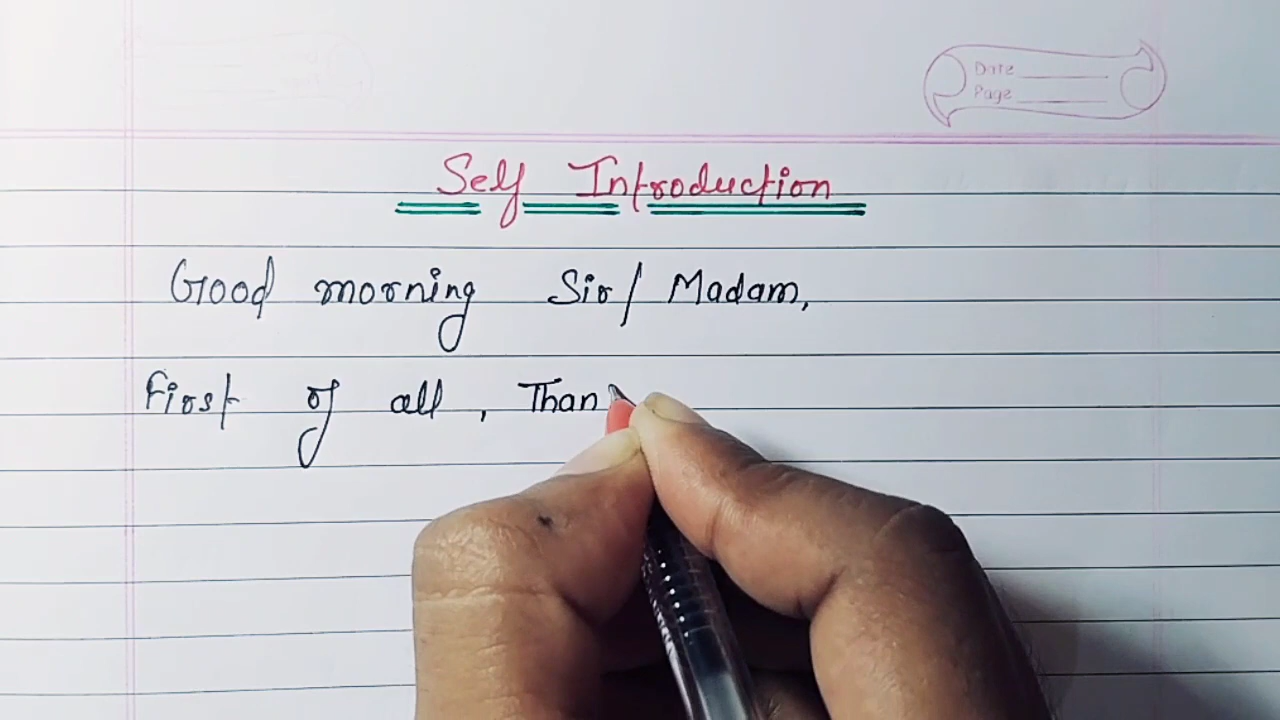 Date
Page
Self Introduction
Good morning Sir/ Madam,
First of all, Than